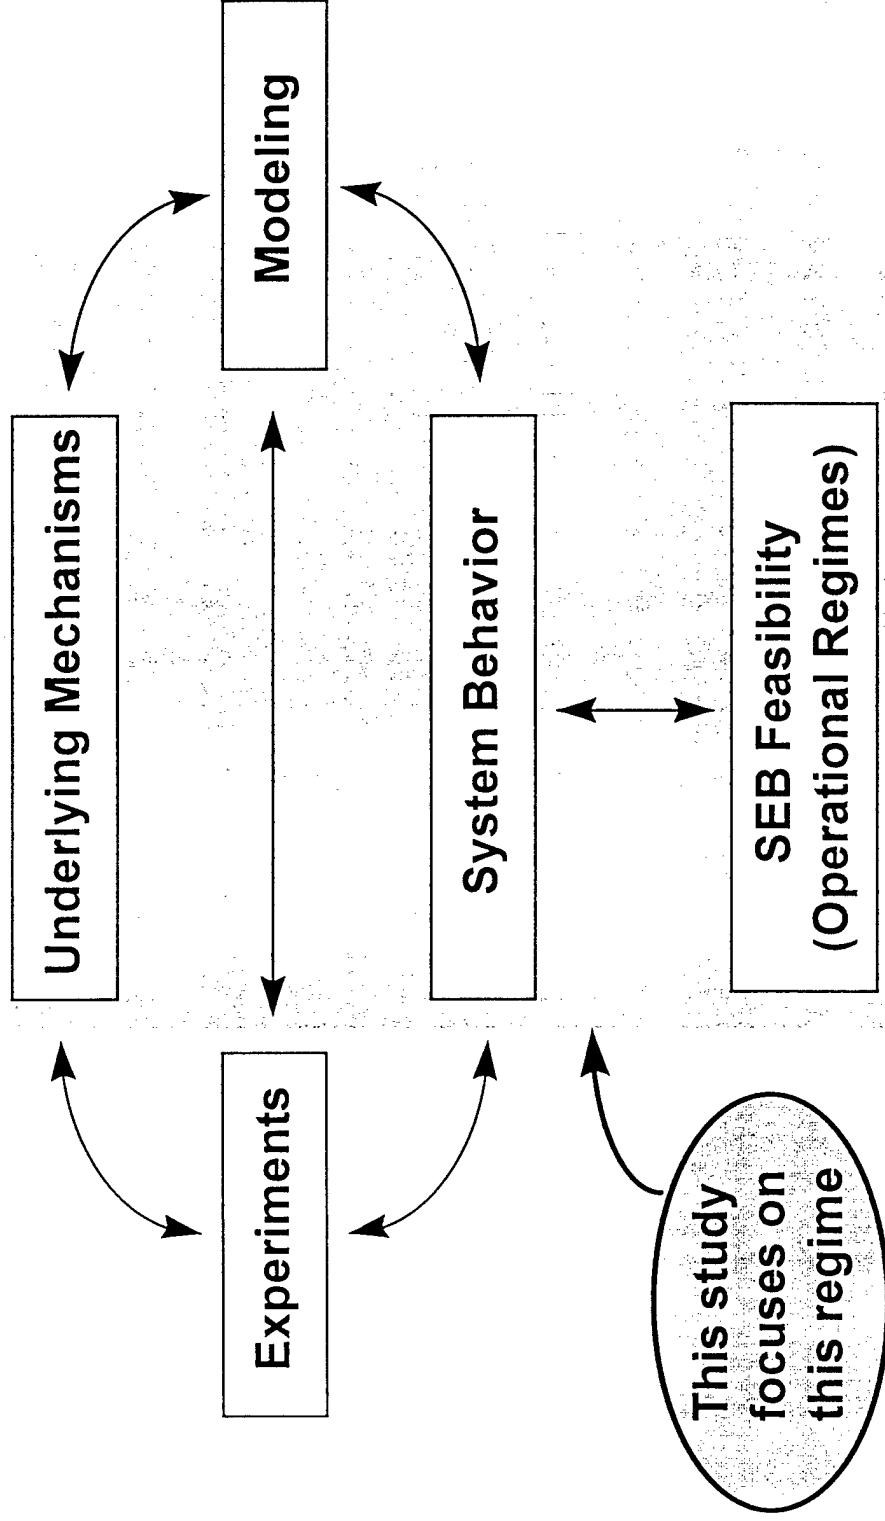 Underlying Mechanisms
Experiments
Modeling
System Behavior
SEB Feasibility
(Operational Regimes)
This study
focuses on
this regime